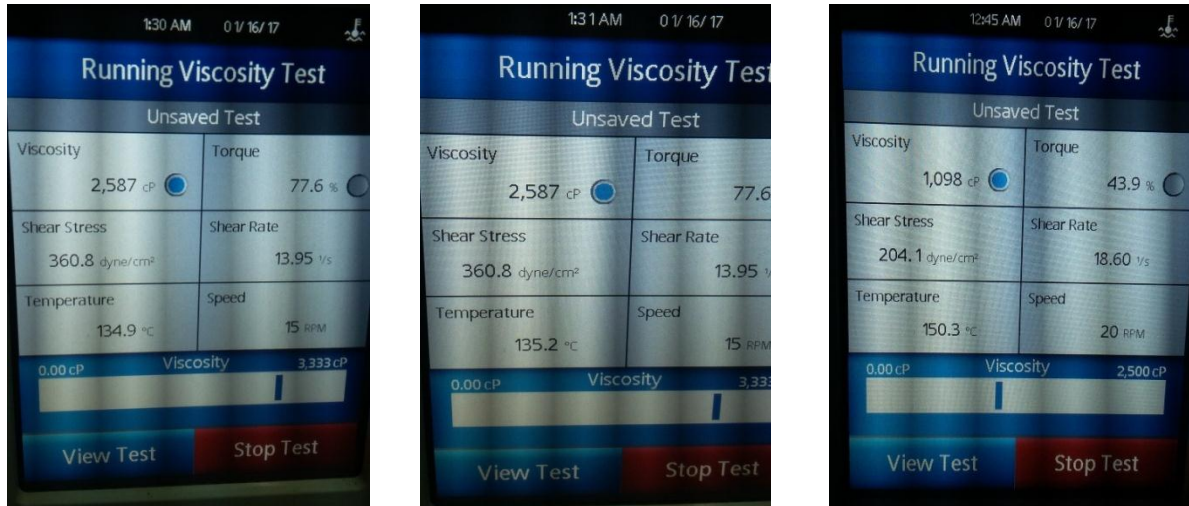 1:30 AM 01/16/17
Running Viscosity Test
Unsaved Test
Viscosity Torque
2,587 cP 77.6 %
Shear Stress Shear Rate
360.8 dyne/cm² 13.95 1/s
Temperature Speed
134.9 °C 15 RPM
Viscosity
0.00 cP 3,333 cP
View Test Stop Test
1:31 AM 01/16/17
Running Viscosity Test
Unsaved Test
Viscosity Torque
2,587 cP 77.6
Shear Stress Shear Rate
360.8 dyne/cm² 13.95
Temperature Speed
135.2 °C 15 RPM
Viscosity
0.00 cP 3,333
View Test Stop Test
12:45 AM 01/16/17
Running Viscosity Test
Unsaved Test
Viscosity Torque
1,098 cP 43.9 %
Shear Stress Shear Rate
204.1 dyne/cm² 18.60 1/s
Temperature Speed
150.3 °C 20 RPM
Viscosity
0.00 cP 2,500 cP
View Test Stop Test